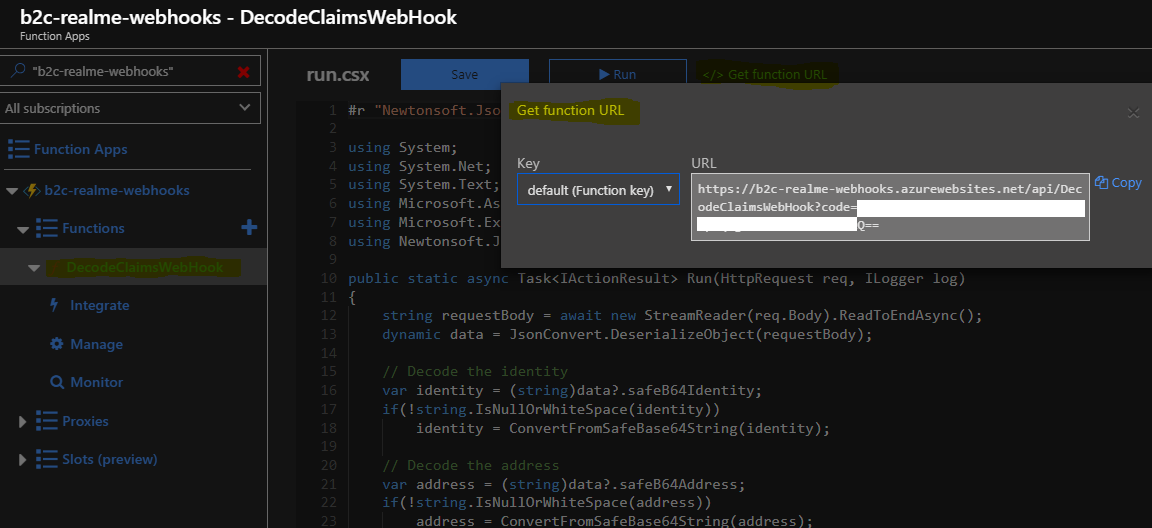 b2c-realme-webhooks - DecodeClaimsWebHook
Function Apps
"b2c-realme-webhooks"
All subscriptions
Function Apps
b2c-realme-webhooks
Functions
DecodeClaimsWebHook
Integrate
Manage
Monitor
Proxies
Slots (preview)
run.csx
Save
Run
</> Get function URL
Get function URL
Key
default (Function key)
URL
https://b2c-realme-webhooks.azurewebsites.net/api/Dec
odeClaimsWebHook?code=
Q==
Copy
1 #r "Newtonsoft.Jso
2
3 using System;
4 using System.Net;
5 using System.Text;
6 using Microsoft.As
7 using Microsoft.Ex
8 using Newtonsoft.J
9
10 public static async Task<IActionResult> Run(HttpRequest req, ILogger log)
11 {
12 string requestBody = await new StreamReader(req.Body).ReadToEndAsync();
13 dynamic data = JsonConvert.DeserializeObject(requestBody);
14
15 // Decode the identity
16 var identity = (string)data?.safeB64Identity;
17 if(!string.IsNullOrWhiteSpace(identity))
18 identity = ConvertFromSafeBase64String(identity);
19
20 // Decode the address
21 var address = (string)data?.safeB64Address;
22 if(!string.IsNullOrWhiteSpace(address))
23 address = ConvertFromSafeBase64String(address);